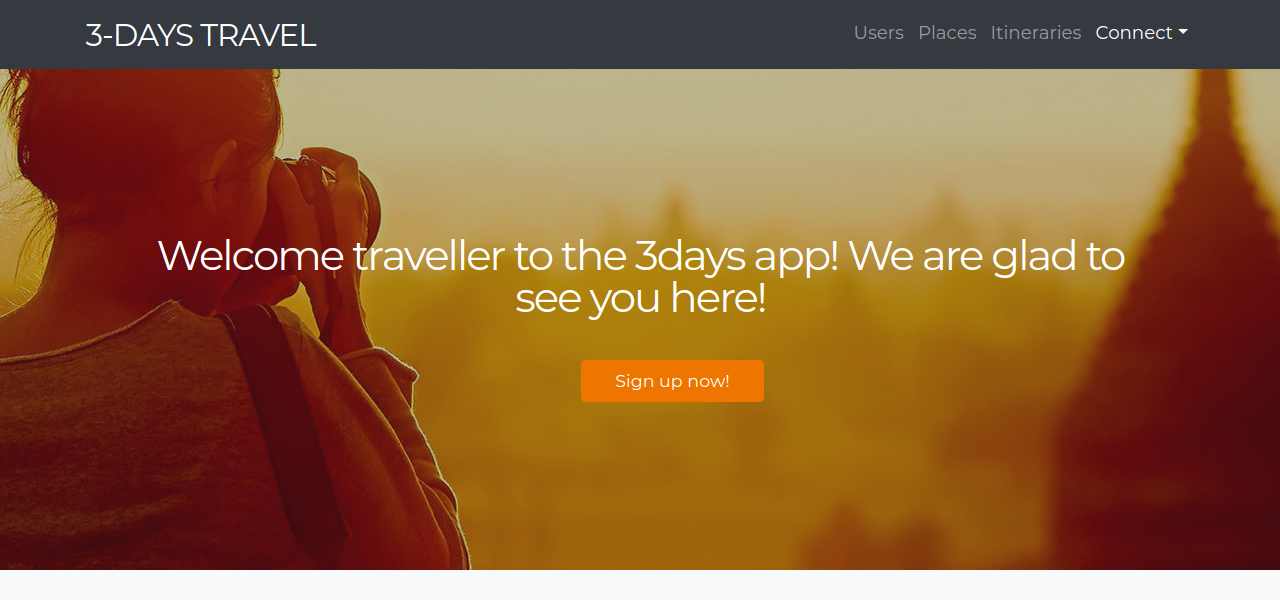 3-DAYS TRAVEL
Users Places Itineraries Connect
Welcome traveller to the 3days app! We are glad to
see you here!
Sign up now!